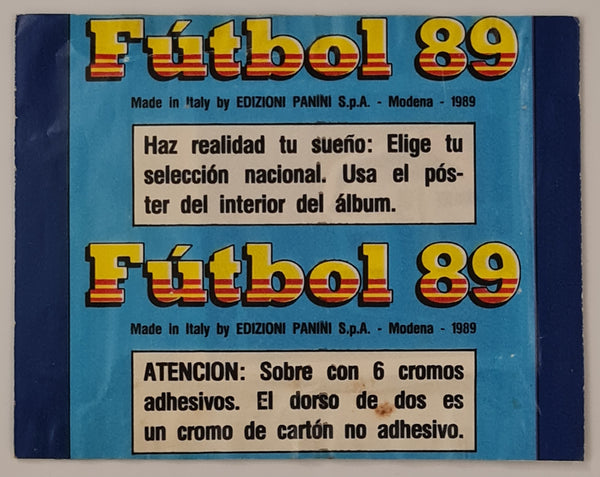 Fútbol 89
Made in Italy by EDIZIONI PANINI S.p.A. - Modena - 1989
Haz realidad tu sueño: Elige tu
selección nacional. Usa el pós-
ter del interior del álbum.
Fútbol 89
Made in Italy by EDIZIONI PANINI S.p.A. - Modena - 1989
ATENCION: Sobre con 6 cromos
adhesivos. El dorso de dos es
un cromo de cartón no adhesivo.